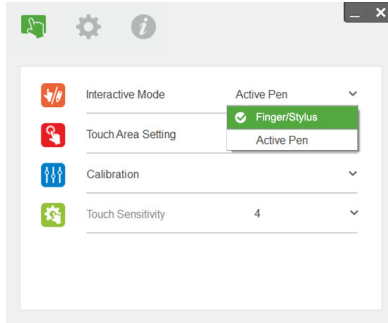 Interactive Mode Active Pen
Finger/Stylus
Touch Area Setting
Active Pen
Calibration
Touch Sensitivity 4